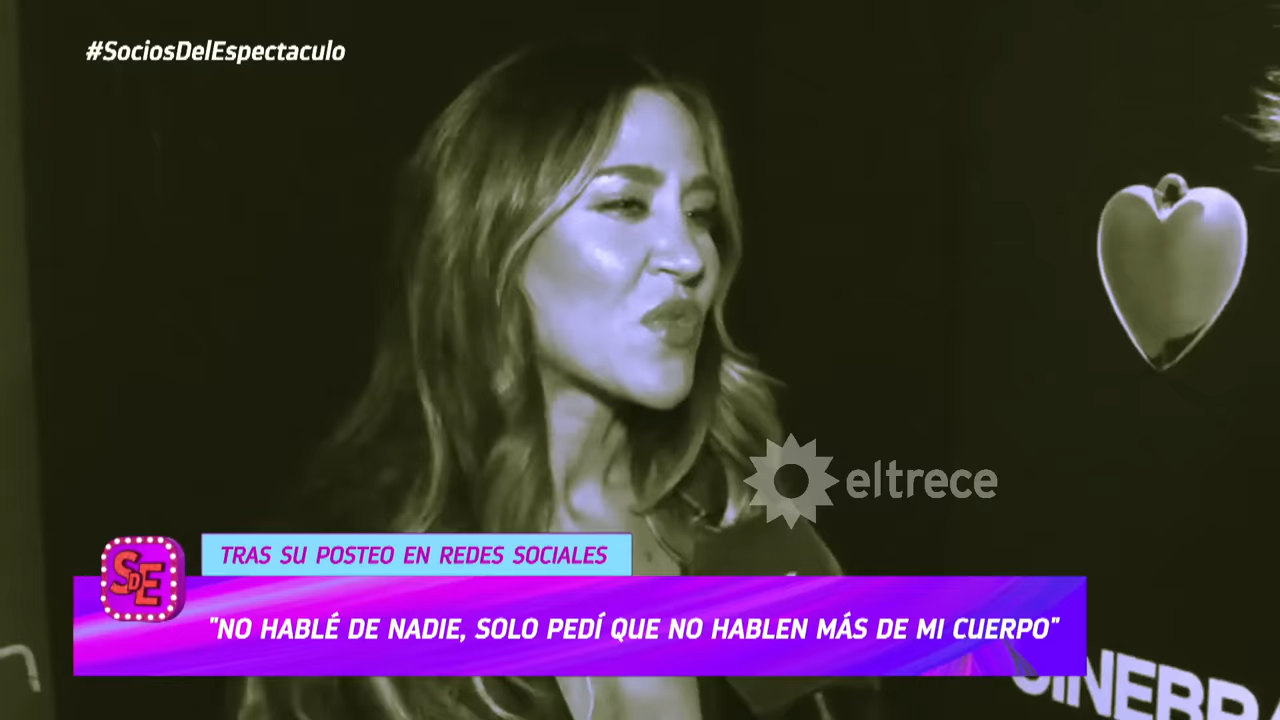 #SociosDelEspectaculo
eltrece
SDE
TRAS SU POSTEO EN REDES SOCIALES
"NO HABLÉ DE NADIE, SOLO PEDÍ QUE NO HABLEN MÁS DE MI CUERPO"